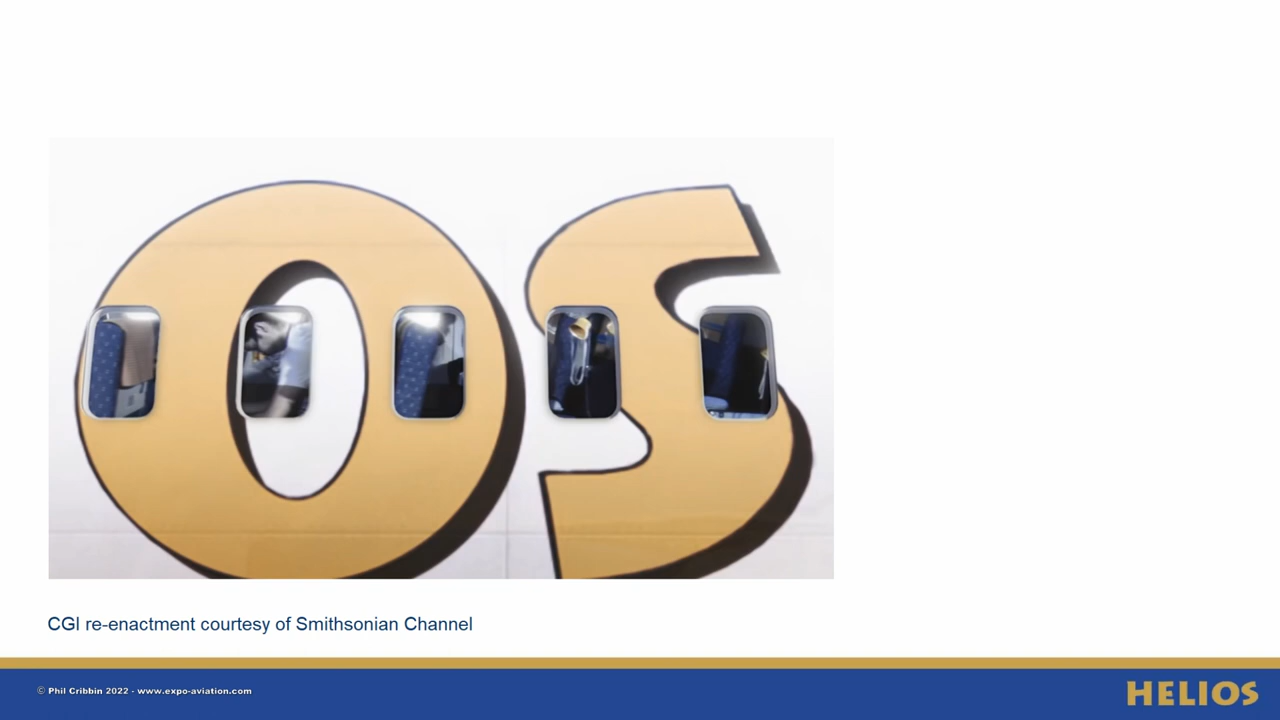 OS
CGI re-enactment courtesy of Smithsonian Channel
© Phil Cribbin 2022 - www.expo-aviation.com
HELIOS